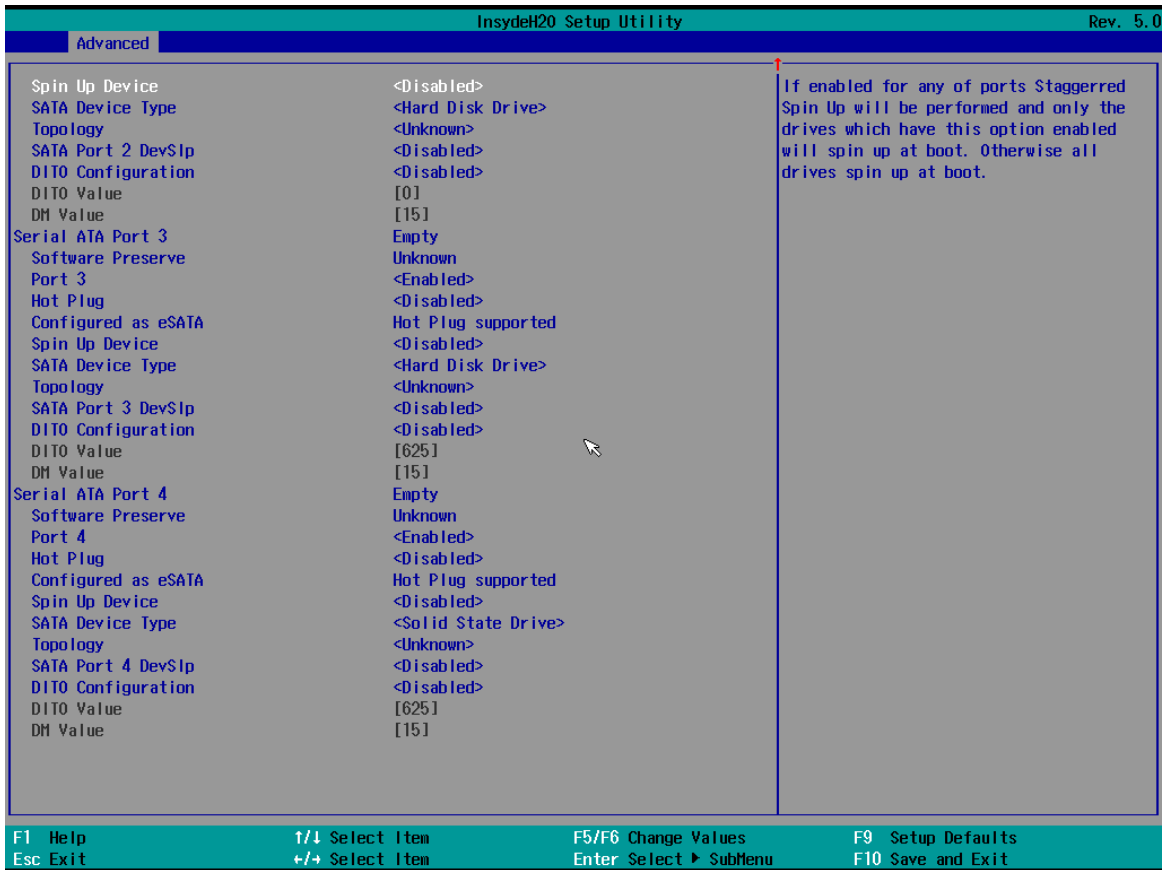 InsydeH20 Setup Utility Rev. 5.0
Advanced
Spin Up Device <Disabled>
SATA Device Type <Hard Disk Drive>
Topology <Unknown>
SATA Port 2 DevSlp <Disabled>
DITO Configuration <Disabled>
DITO Value [0]
DM Value [15]
Serial ATA Port 3 Empty
Software Preserve Unknown
Port 3 <Enabled>
Hot Plug <Disabled>
Configured as eSATA Hot Plug supported
Spin Up Device <Disabled>
SATA Device Type <Hard Disk Drive>
Topology <Unknown>
SATA Port 3 DevSlp <Disabled>
DITO Configuration <Disabled>
DITO Value [625]
DM Value [15]
Serial ATA Port 4 Empty
Software Preserve Unknown
Port 4 <Enabled>
Hot Plug <Disabled>
Configured as eSATA Hot Plug supported
Spin Up Device <Disabled>
SATA Device Type <Solid State Drive>
Topology <Unknown>
SATA Port 4 DevSlp <Disabled>
DITO Configuration <Disabled>
DITO Value [625]
DM Value [15]
If enabled for any of ports Staggerred
Spin Up will be performed and only the
drives which have this option enabled
will spin up at boot. Otherwise all
drives spin up at boot.
F1 Help ↑/↓ Select Item F5/F6 Change Values F9 Setup Defaults
Esc Exit ←/→ Select Item Enter Select ▶ SubMenu F10 Save and Exit